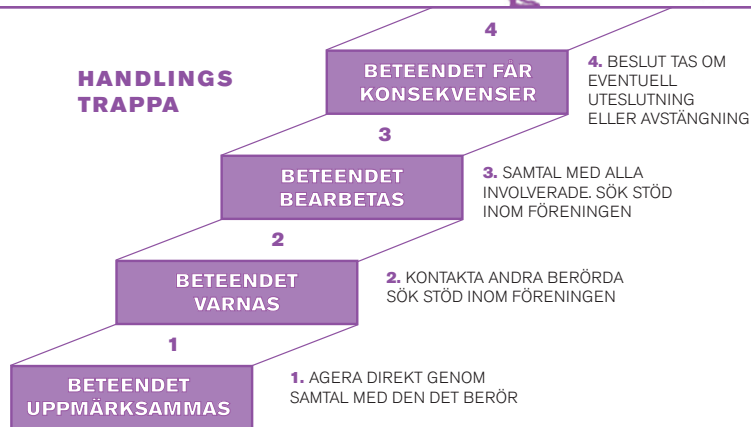 HANDLINGS
TRAPPA
4
BETEENDET FÅR
KONSEKVENSER
4. BESLUT TAS OM
EVENTUELL
UTESLUTNING
ELLER AVSTÄNGNING
3
BETEENDET
BEARBETAS
3. SAMTAL MED ALLA
INVOLVERADE. SÖK STÖD
INOM FÖRENINGEN
2
BETEENDET
VARNAS
2. KONTAKTA ANDRA BERÖRDA
SÖK STÖD INOM FÖRENINGEN
1
BETEENDET
UPPMÄRKSAMMAS
1. AGERA DIREKT GENOM
SAMTAL MED DEN DET BERÖR